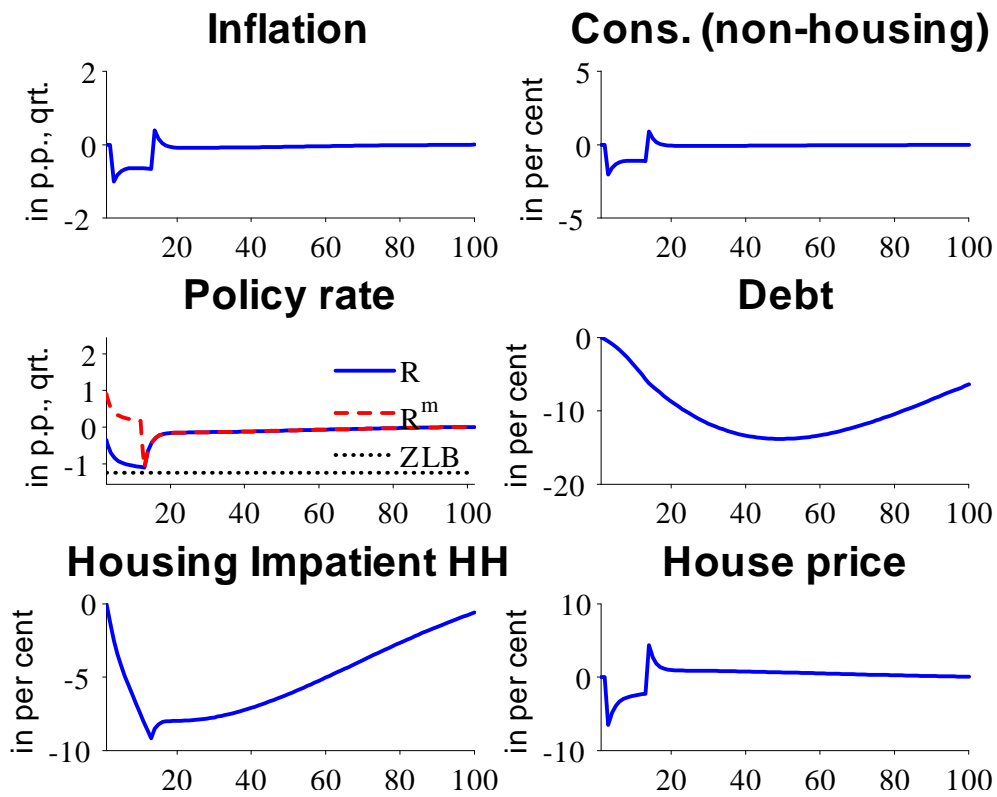 Inflation
in p.p., qrt.
2
0
-2
20 40 60 80 100
Cons. (non-housing)
in per cent
5
0
-5
20 40 60 80 100
Policy rate
in p.p., qrt.
2
1
0
-1
R
R^m
ZLB
20 40 60 80 100
Debt
in per cent
0
-10
-20
20 40 60 80 100
Housing Impatient HH
in per cent
0
-5
-10
20 40 60 80 100
House price
in per cent
10
0
-10
20 40 60 80 100